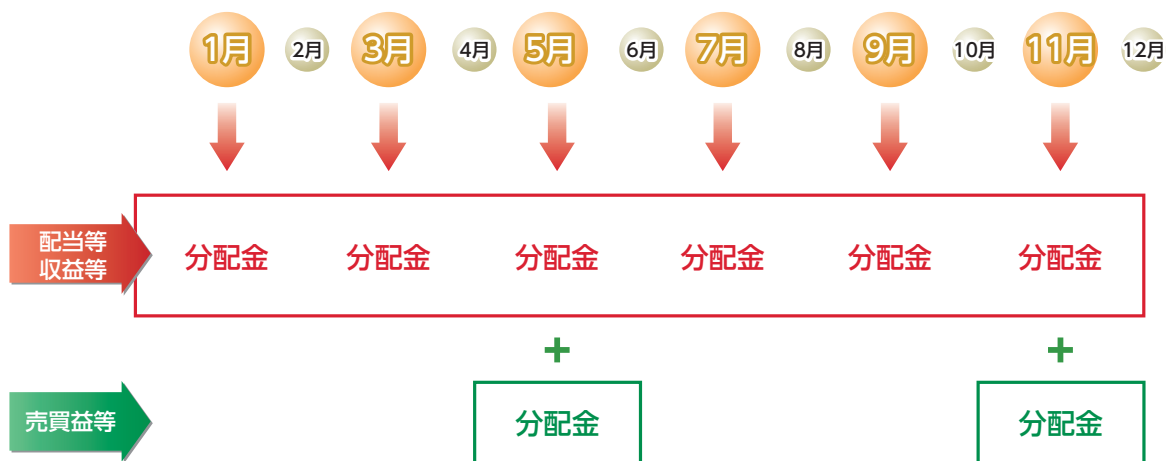 1月 2月 3月 4月 5月 6月 7月 8月 9月 10月 11月 12月
配当等
収益等
分配金 分配金 分配金 分配金 分配金 分配金
+ +
売買益等
分配金 分配金